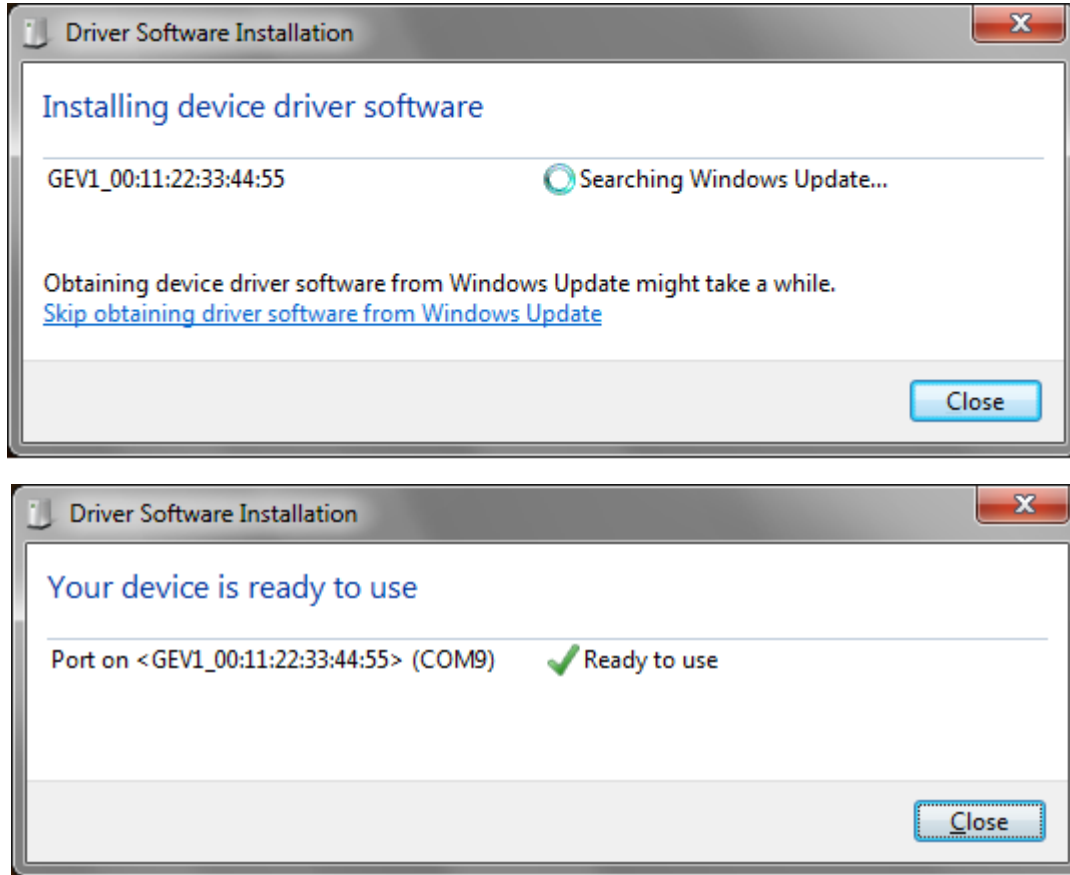 Driver Software Installation
Installing device driver software
GEV1_00:11:22:33:44:55 Searching Windows Update...
Obtaining device driver software from Windows Update might take a while.
Skip obtaining driver software from Windows Update
Close
Driver Software Installation
Your device is ready to use
Port on <GEV1_00:11:22:33:44:55> (COM9) Ready to use
Close